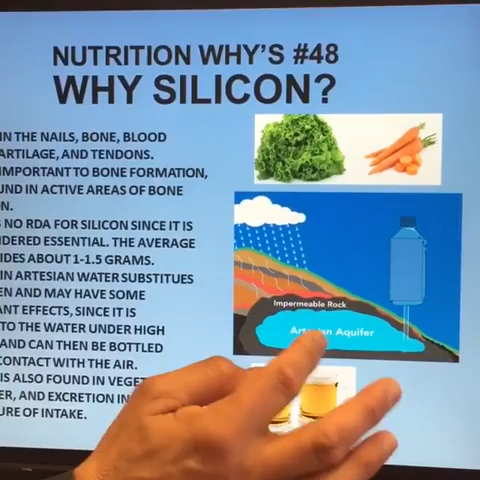 NUTRITION WHY'S #48
WHY SILICON?
IN THE NAILS, BONE, BLOOD
ARTILAGE, AND TENDONS.
IMPORTANT TO BONE FORMATION,
UND IN ACTIVE AREAS OF BONE
N.
NO RDA FOR SILICON SINCE IT IS
DERED ESSENTIAL. THE AVERAGE
IDES ABOUT 1-1.5 GRAMS.
IN ARTESIAN WATER SUBSTITUES
EN AND MAY HAVE SOME
ANT EFFECTS, SINCE IT IS
TO THE WATER UNDER HIGH
AND CAN THEN BE BOTTLED
CONTACT WITH THE AIR.
IS ALSO FOUND IN VEGET
ER, AND EXCRETION IN
URE OF INTAKE.
Impermeable Rock
Artesian Aquifer